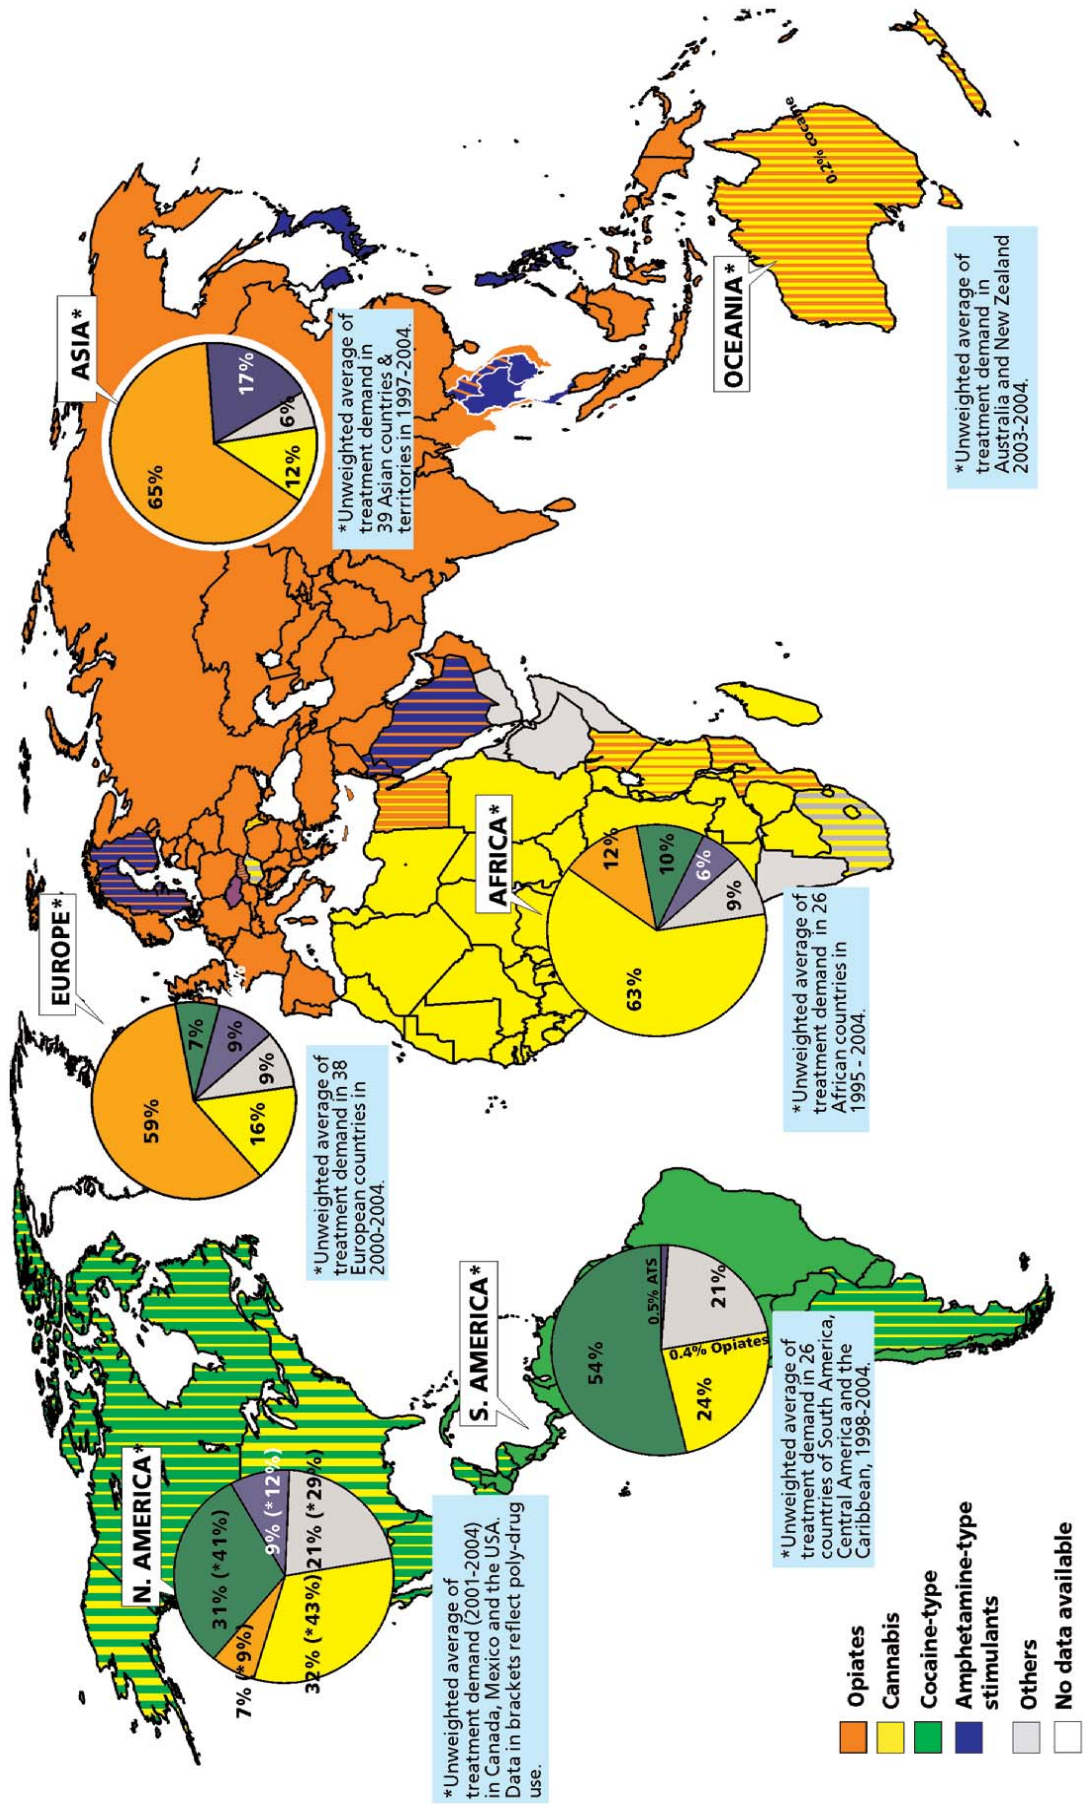 N. AMERICA*
31% (*41%)
9% (*12%)
7% (*9%)
21% (*29%)
32% (*43%)
*Unweighted average of
treatment demand (2001-2004)
in Canada, Mexico and the USA.
Data in brackets reflect poly-drug
use.
EUROPE*
59%
7%
9%
9%
16%
*Unweighted average of
treatment demand in 38
European countries in
2000-2004.
ASIA*
65%
17%
6%
12%
*Unweighted average of
treatment demand in
39 Asian countries &
territories in 1997-2004.
S. AMERICA*
54%
0.5% ATS
21%
0.4% Opiates
24%
*Unweighted average of
treatment demand in 26
countries of South America,
Central America and the
Caribbean, 1998-2004.
AFRICA*
12%
10%
6%
9%
63%
*Unweighted average of
treatment demand in 26
African countries in
1995 - 2004.
OCEANIA*
0.2% cocaine
*Unweighted average of
treatment demand in
Australia and New Zealand
2003-2004.
Opiates
Cannabis
Cocaine-type
Amphetamine-type
stimulants
Others
No data available